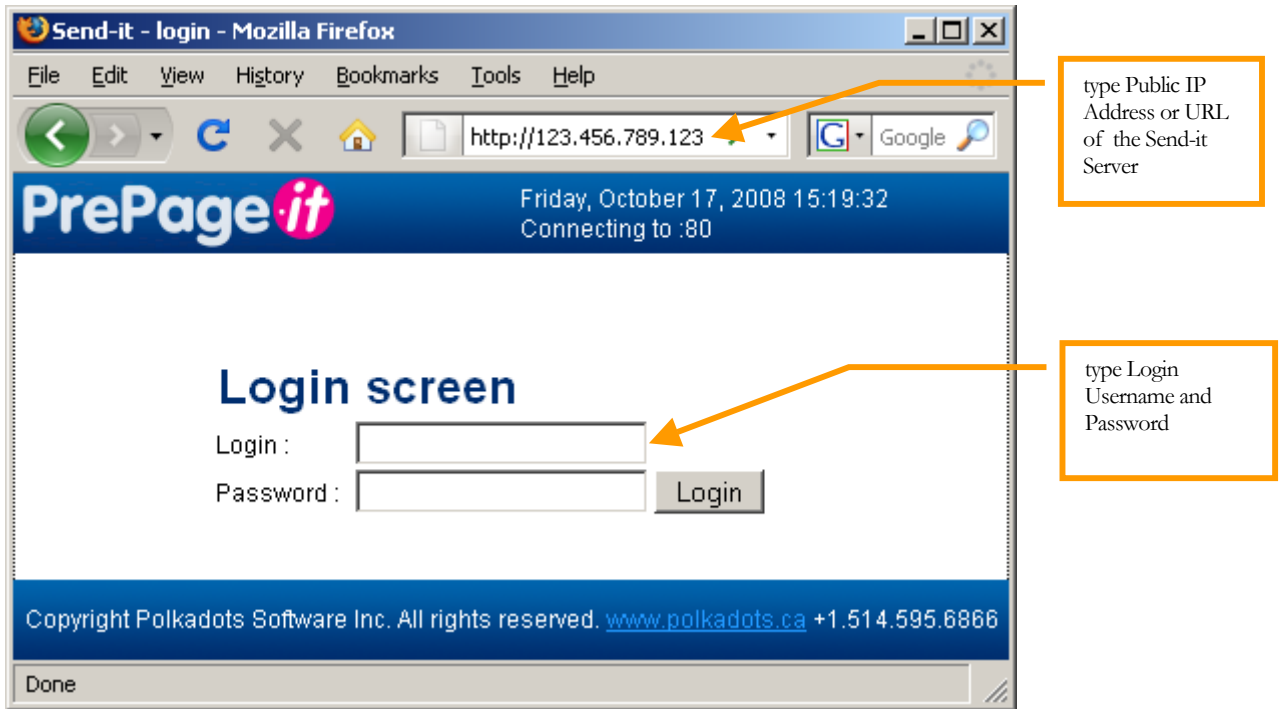 Send-it - login - Mozilla Firefox
File Edit View History Bookmarks Tools Help
http://123.456.789.123
G Google
type Public IP
Address or URL
of the Send-it
Server
PrePage·it
Friday, October 17, 2008 15:19:32
Connecting to :80
Login screen
Login :
Password :
Login
type Login
Username and
Password
Copyright Polkadots Software Inc. All rights reserved. www.polkadots.ca +1.514.595.6866
Done